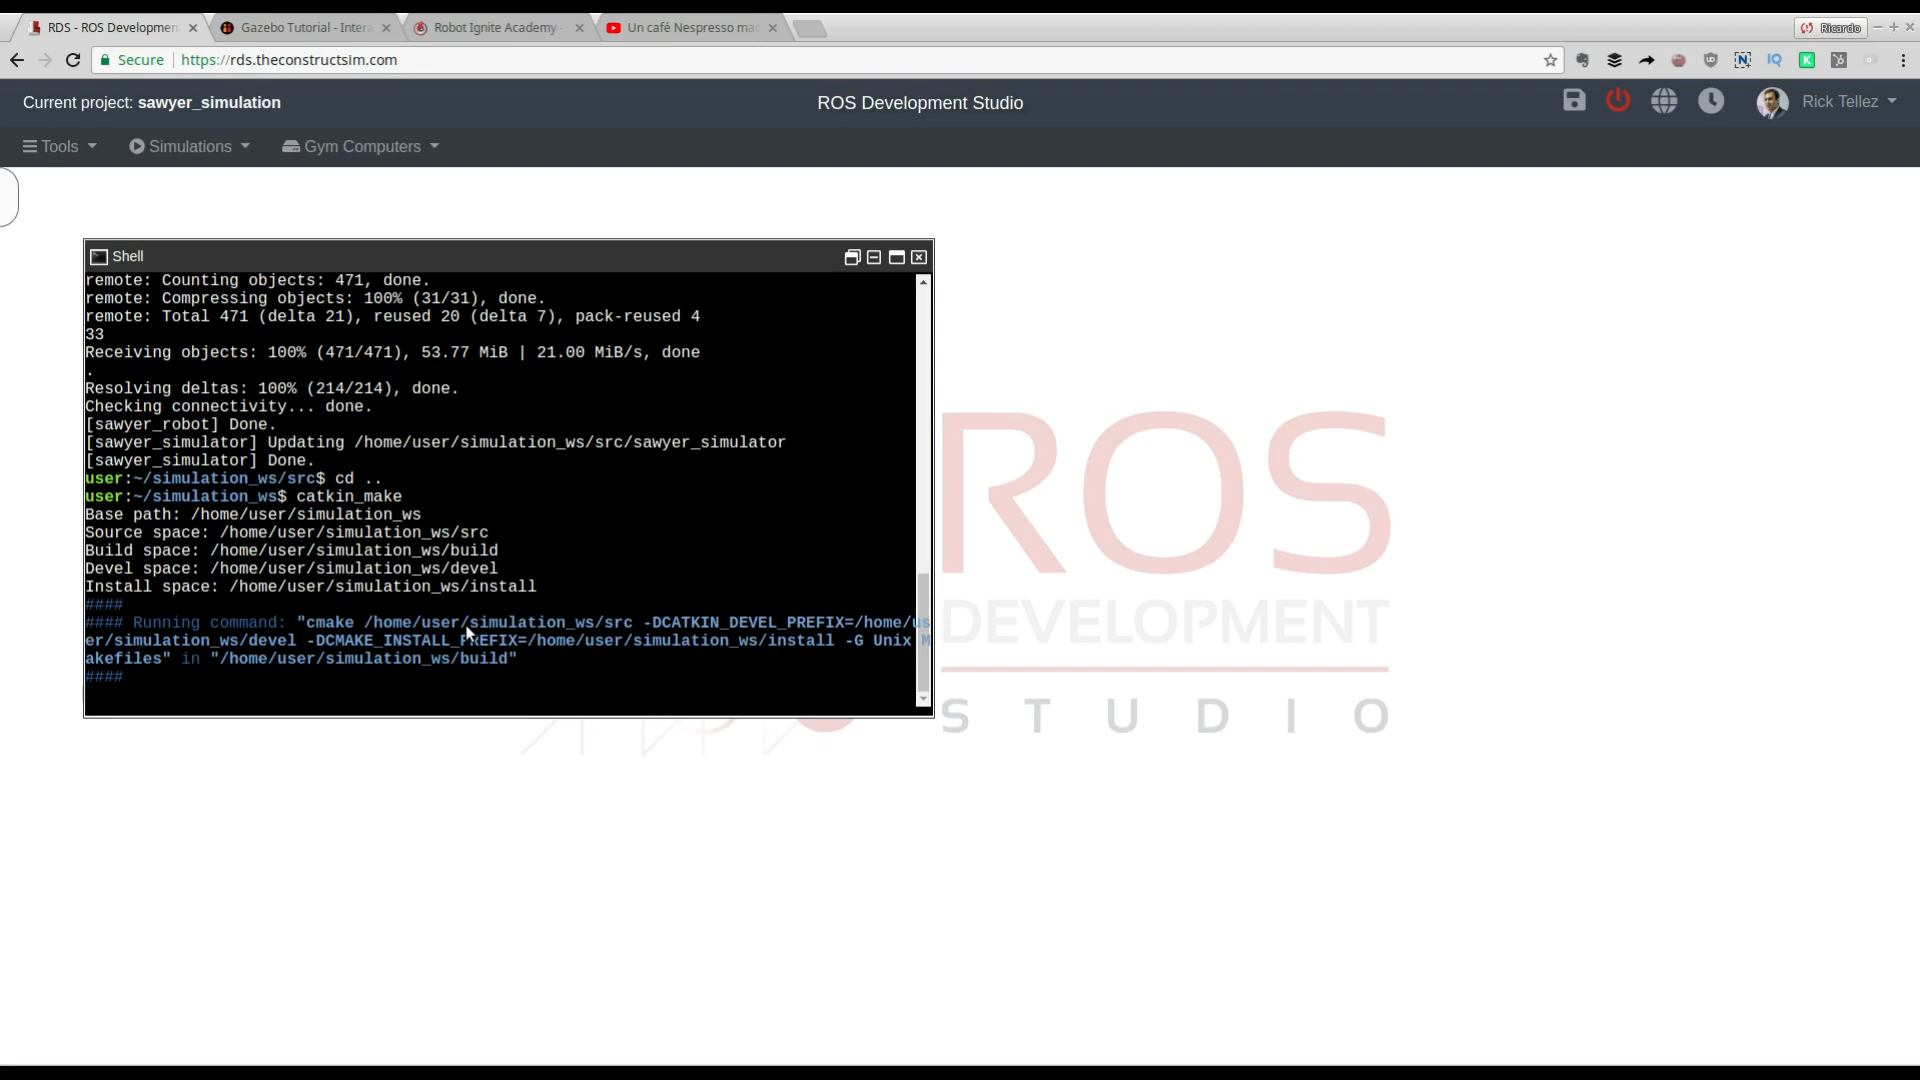 RDS - ROS Developmen
Gazebo Tutorial - Intera
Robot Ignite Academy -
Un café Nespresso ma
Ricardo
Secure
https://rds.theconstructsim.com
Current project: sawyer_simulation
ROS Development Studio
Rick Tellez
Tools
Simulations
Gym Computers
Shell
remote: Counting objects: 471, done.
remote: Compressing objects: 100% (31/31), done.
remote: Total 471 (delta 21), reused 20 (delta 7), pack-reused 4
33
Receiving objects: 100% (471/471), 53.77 MiB | 21.00 MiB/s, done
.
Resolving deltas: 100% (214/214), done.
Checking connectivity... done.
[sawyer_robot] Done.
[sawyer_simulator] Updating /home/user/simulation_ws/src/sawyer_simulator
[sawyer_simulator] Done.
user:~/simulation_ws/src$ cd ..
user:~/simulation_ws$ catkin_make
Base path: /home/user/simulation_ws
Source space: /home/user/simulation_ws/src
Build space: /home/user/simulation_ws/build
Devel space: /home/user/simulation_ws/devel
Install space: /home/user/simulation_ws/install
####
#### Running command: "cmake /home/user/simulation_ws/src -DCATKIN_DEVEL_PREFIX=/home/us
er/simulation_ws/devel -DCMAKE_INSTALL_PREFIX=/home/user/simulation_ws/install -G Unix M
akefiles" in "/home/user/simulation_ws/build"
####
ROS
DEVELOPMENT
STUDIO